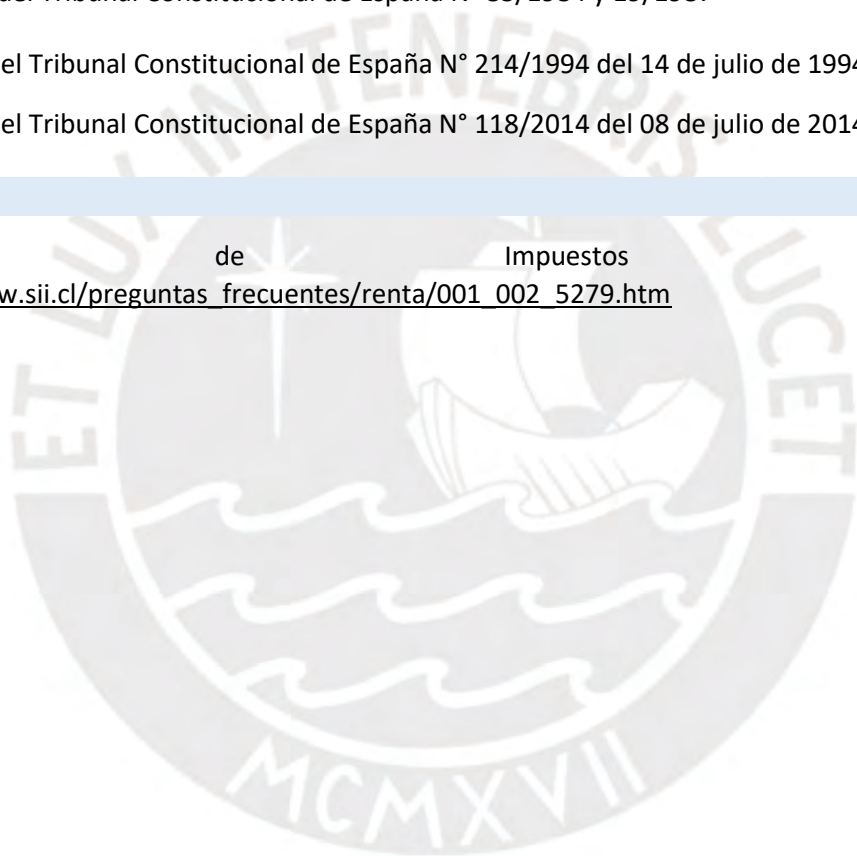 el Tribunal Constitucional de España N° 214/1994 del 14 de julio de 1994
el Tribunal Constitucional de España N° 118/2014 del 08 de julio de 2014
de Impuestos
w.sii.cl/preguntas_frecuentes/renta/001_002_5279.htm
ET LUX IN TENEBRIS LUCET
MCMXVII